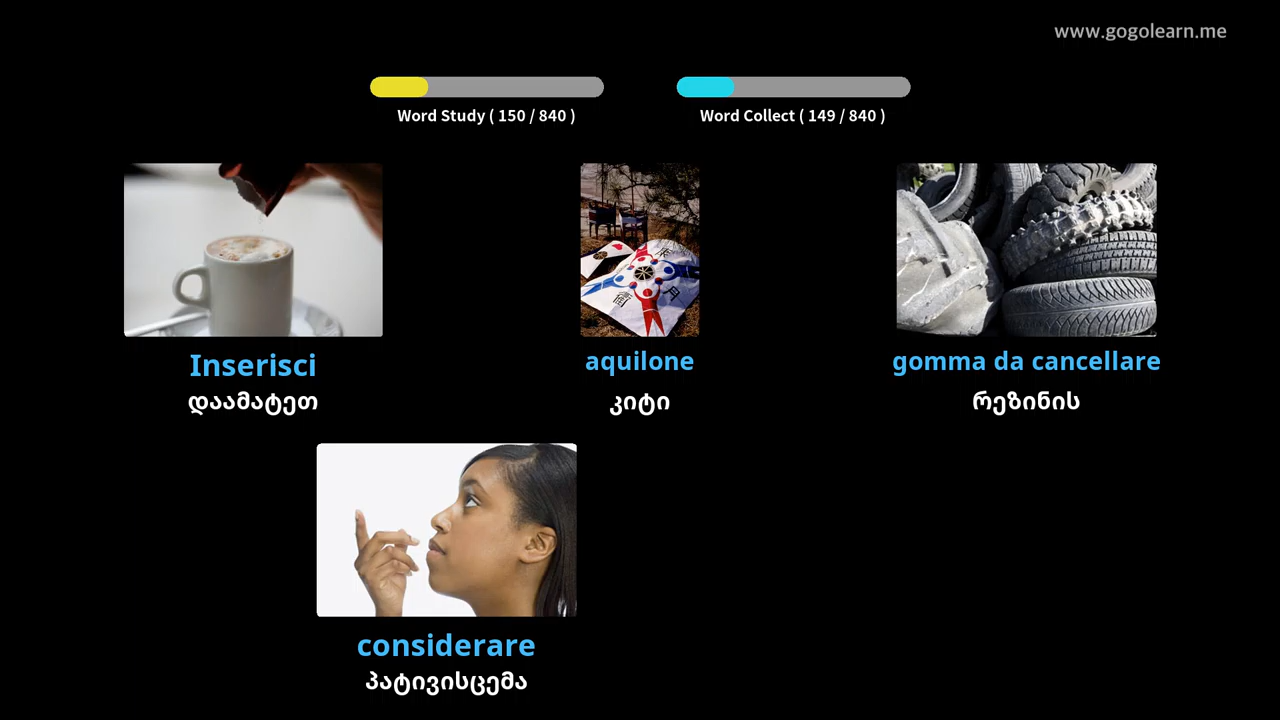 www.gogolearn.me
Word Study ( 150 / 840 )
Word Collect ( 149 / 840 )
Inserisci
aquilone
gomma da cancellare
დაამატეთ
კიტი
რეზინის
considerare
პატივისცემა